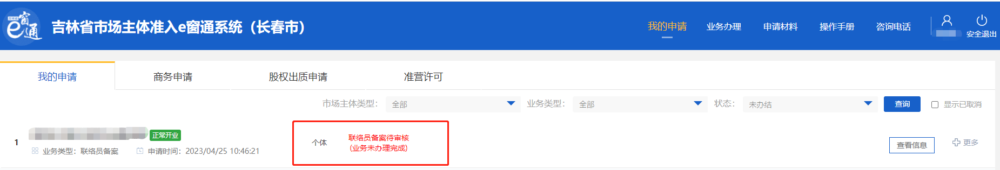 吉林省
窗
e通
吉林省市场主体准入e窗通系统（长春市）
我的申请
业务办理
申请材料
操作手册
咨询电话
安全退出
我的申请
商务申请
股权出质申请
准营许可
市场主体类型：
全部
业务类型：
全部
状态：
未办结
查询
显示已取消
1
正常开业
业务类型：联络员备案
申请时间：2023/04/25 10:46:21
个体
联络员备案待审核
(业务未办理完成)
查看信息
更多